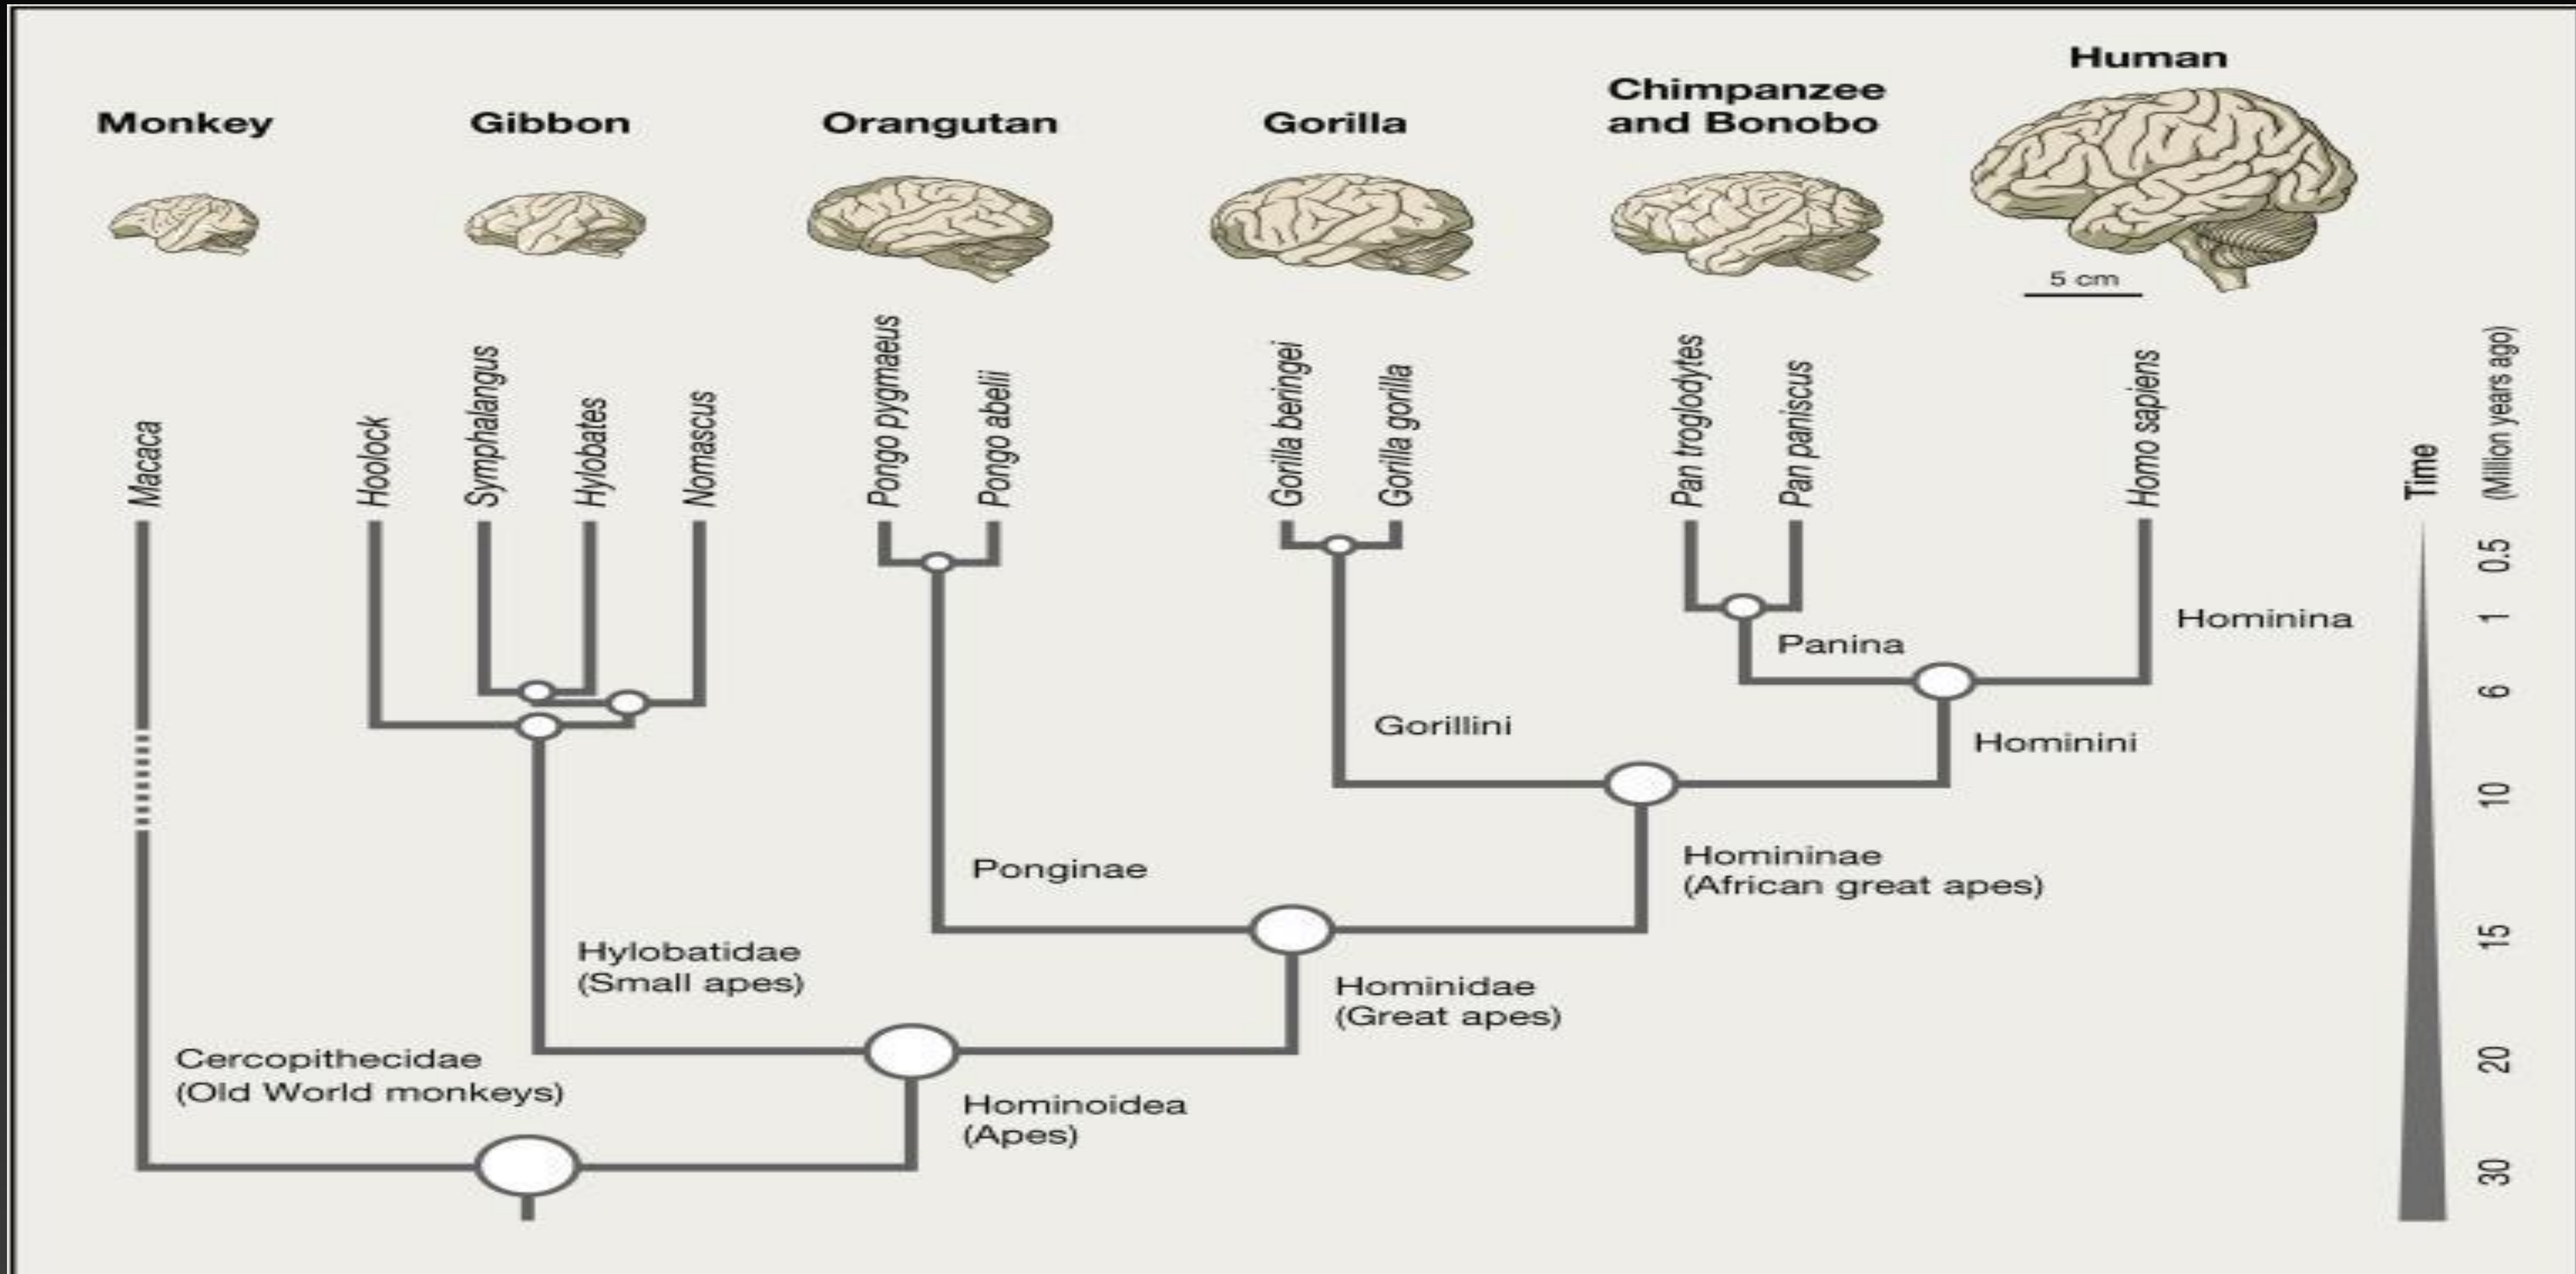 Human
Chimpanzee
and Bonobo
Monkey
Gibbon
Orangutan
Gorilla
5 cm
Macaca
Hoolock
Symphalangus
Hylobates
Nomascus
Pongo pygmaeus
Pongo abelii
Gorilla beringei
Gorilla gorilla
Pan troglodytes
Pan paniscus
Homo sapiens
Time
(Million years ago)
0.5
1
6
10
15
20
30
Hominina
Panina
Gorillini
Hominini
Ponginae
Homininae
(African great apes)
Hylobatidae
(Small apes)
Hominidae
(Great apes)
Cercopithecidae
(Old World monkeys)
Hominoidea
(Apes)